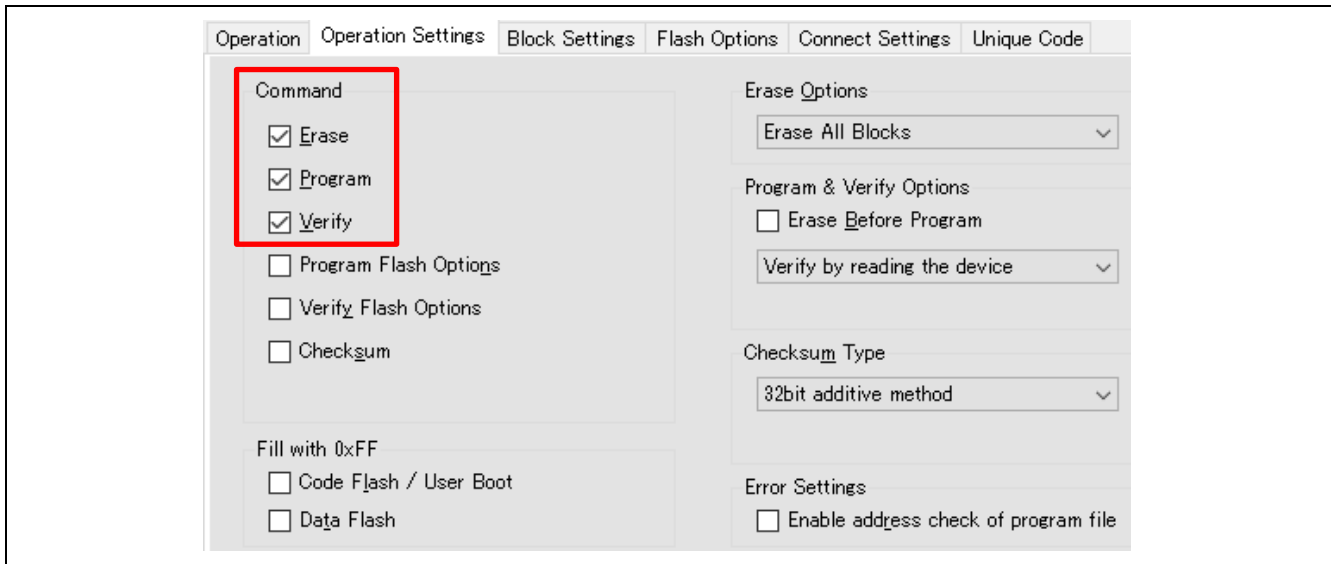 Operation Operation Settings Block Settings Flash Options Connect Settings Unique Code
Command
Erase
Program
Verify
Program Flash Options
Verify Flash Options
Checksum
Fill with 0xFF
Code Flash / User Boot
Data Flash
Erase Options
Erase All Blocks
Program & Verify Options
Erase Before Program
Verify by reading the device
Checksum Type
32bit additive method
Error Settings
Enable address check of program file